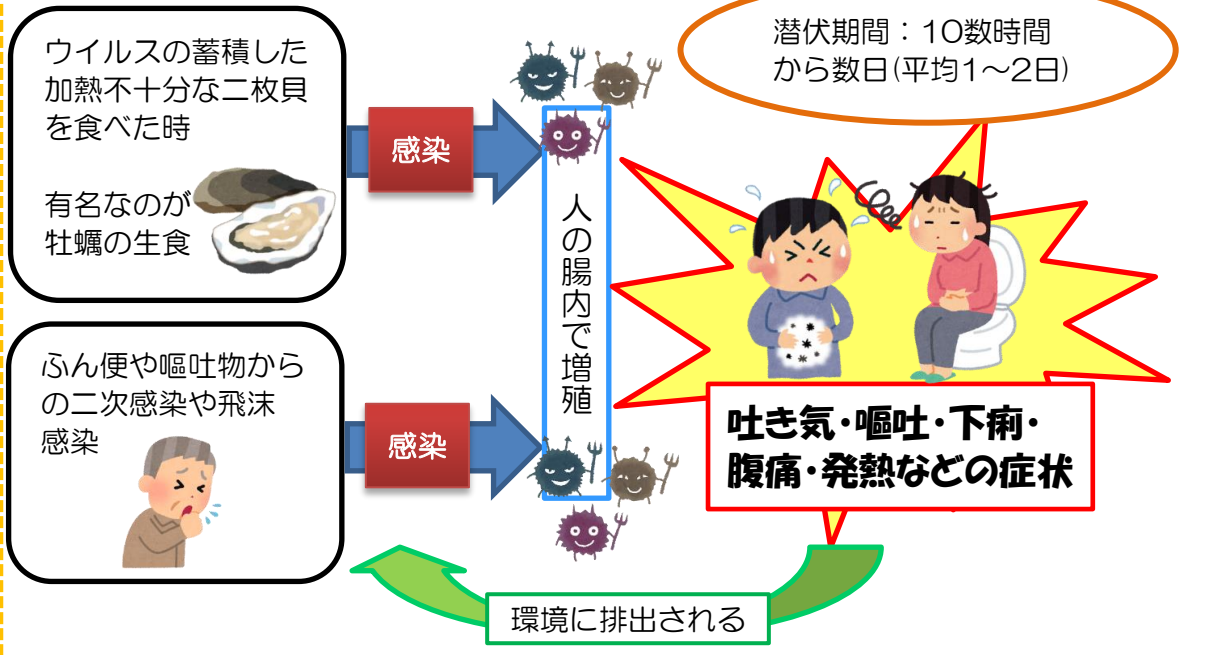 ウイルスの蓄積した
加熱不十分な二枚貝
を食べた時
有名なのが
牡蠣の生食
感染
人の腸内で増殖
潜伏期間：10数時間
から数日(平均1～2日)
ふん便や嘔吐物から
の二次感染や飛沫
感染
感染
吐き気・嘔吐・下痢・
腹痛・発熱などの症状
環境に排出される